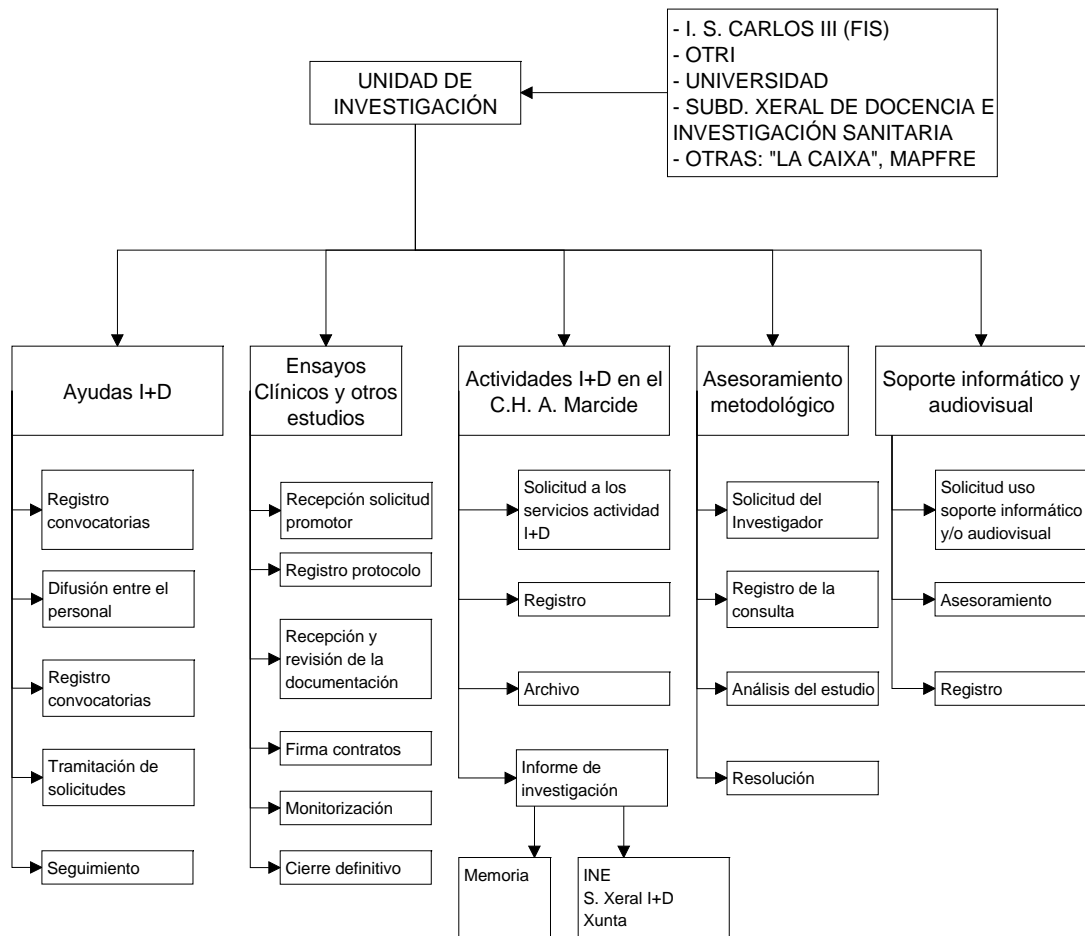 - I. S. CARLOS III (FIS)
- OTRI
- UNIVERSIDAD
- SUBD. XERAL DE DOCENCIA E
INVESTIGACIÓN SANITARIA
- OTRAS: "LA CAIXA", MAPFRE
UNIDAD DE
INVESTIGACIÓN
Ayudas I+D
Registro
convocatorias
Difusión entre el
personal
Registro
convocatorias
Tramitación de
solicitudes
Seguimiento
Ensayos
Clínicos y otros
estudios
Recepción solicitud
promotor
Registro protocolo
Recepción y
revisión de la
documentación
Firma contratos
Monitorización
Cierre definitivo
Actividades I+D en el
C.H. A. Marcide
Solicitud a los
servicios actividad
I+D
Registro
Archivo
Informe de
investigación
Memoria
INE
S. Xeral I+D
Xunta
Asesoramiento
metodológico
Solicitud del
Investigador
Registro de la
consulta
Análisis del estudio
Resolución
Soporte informático y
audiovisual
Solicitud uso
soporte informático
y/o audiovisual
Asesoramiento
Registro